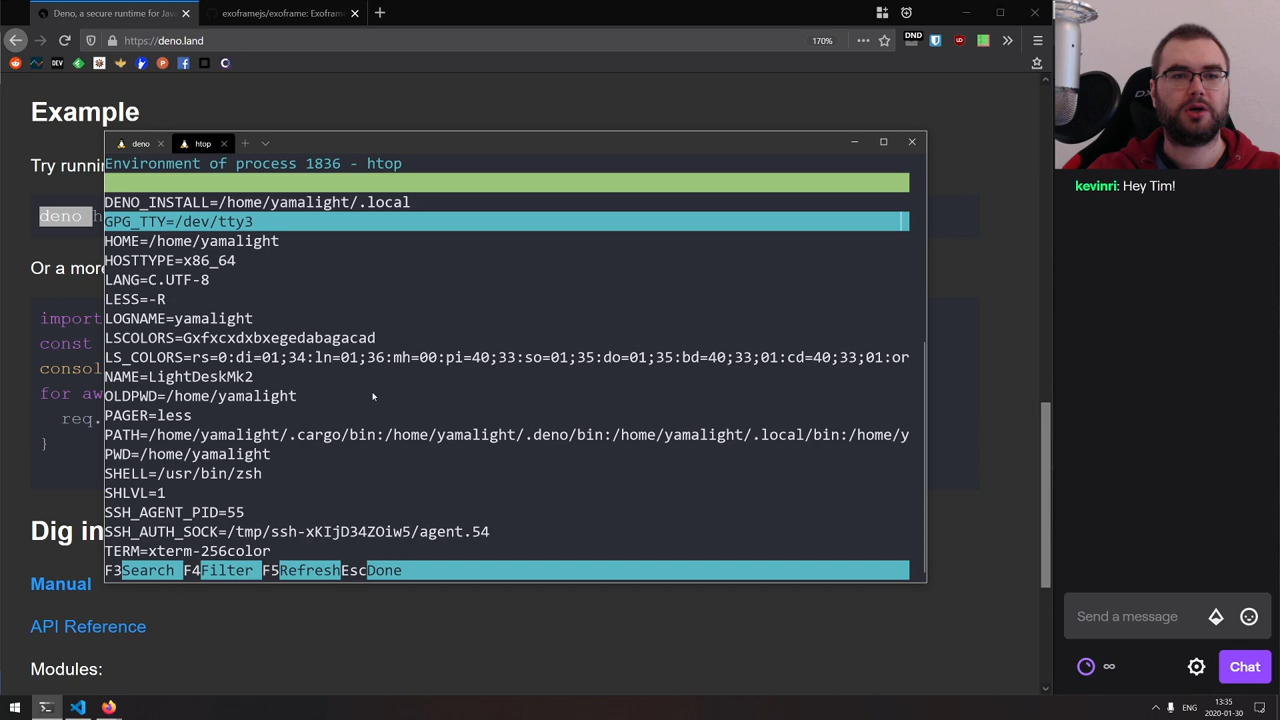 Deno, a secure runtime for Java
exoframejs/exoframe: Exoframe
https://deno.land
170%
DND
DEV
Example
Try runni
deno h
Or a more
import
const
consol
for aw
req.
}
Dig in
Manual
API Reference
Modules:
deno
htop
Environment of process 1836 - htop
DENO_INSTALL=/home/yamalight/.local
GPG_TTY=/dev/tty3
HOME=/home/yamalight
HOSTTYPE=x86_64
LANG=C.UTF-8
LESS=-R
LOGNAME=yamalight
LSCOLORS=Gxfxcxdxbxegedabagacad
LS_COLORS=rs=0:di=01;34:ln=01;36:mh=00:pi=40;33:so=01;35:do=01;35:bd=40;33;01:cd=40;33;01:or
NAME=LightDeskMk2
OLDPWD=/home/yamalight
PAGER=less
PATH=/home/yamalight/.cargo/bin:/home/yamalight/.deno/bin:/home/yamalight/.local/bin:/home/y
PWD=/home/yamalight
SHELL=/usr/bin/zsh
SHLVL=1
SSH_AGENT_PID=55
SSH_AUTH_SOCK=/tmp/ssh-xKIjD34ZOiw5/agent.54
TERM=xterm-256color
F3Search F4Filter F5RefreshEscDone
kevinri: Hey Tim!
Send a message
∞
Chat
ENG
13:35
2020-01-30